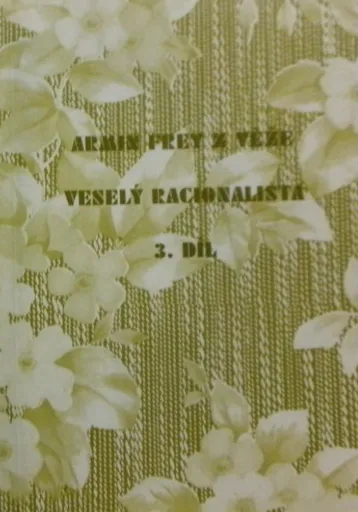 ARMIN FREY Z VEZE
VESELÝ RACIONALISTA
3. DÍL